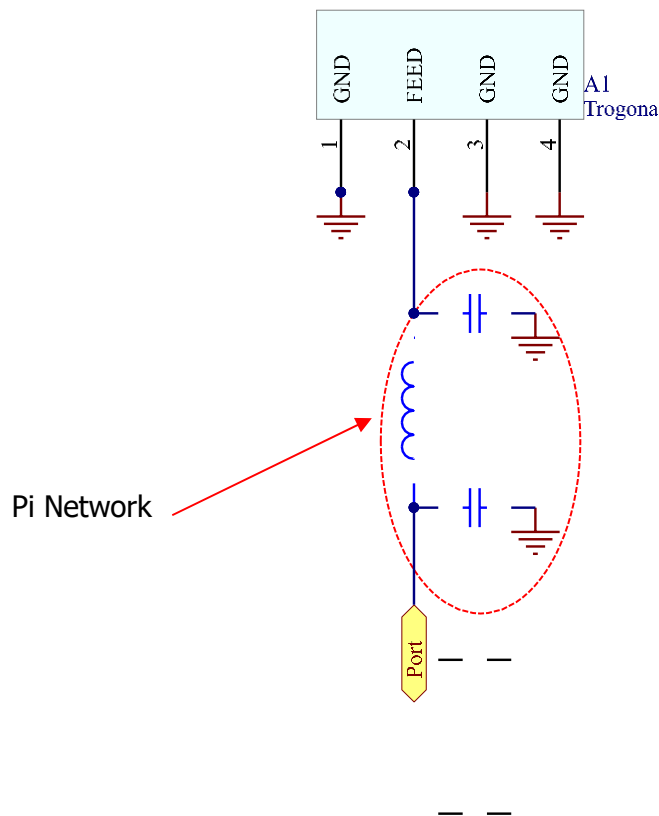 GND
FEED
GND
GND
A1
Trogona
1
2
3
4
Pi Network
Port